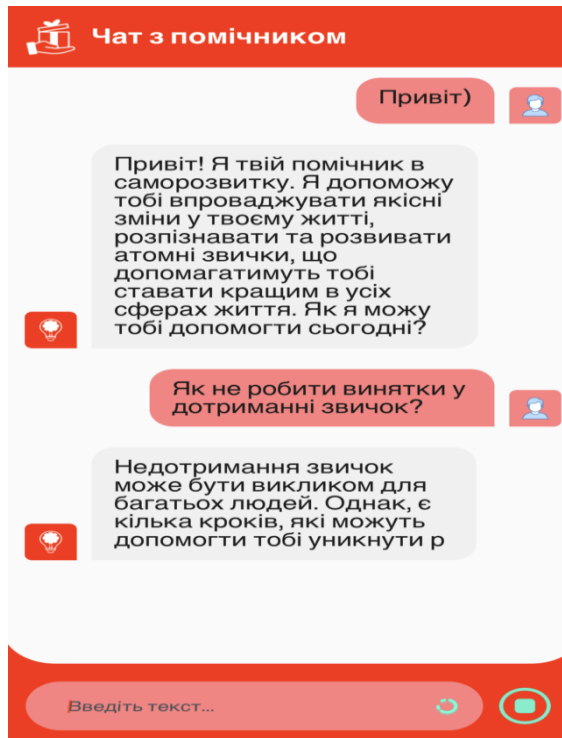 Чат з помічником
Привіт)
Привіт! Я твій помічник в
саморозвитку. Я допоможу
тобі впроваджувати якісні
зміни у твоєму житті,
розпізнавати та розвивати
атомні звички, що
допомагатимуть тобі
ставати кращим в усіх
сферах життя. Як я можу
тобі допомогти сьогодні?
Як не робити винятки у
дотриманні звичок?
Недотримання звичок
може бути викликом для
багатьох людей. Однак, є
кілька кроків, які можуть
допомогти тобі уникнути р
Введіть текст...